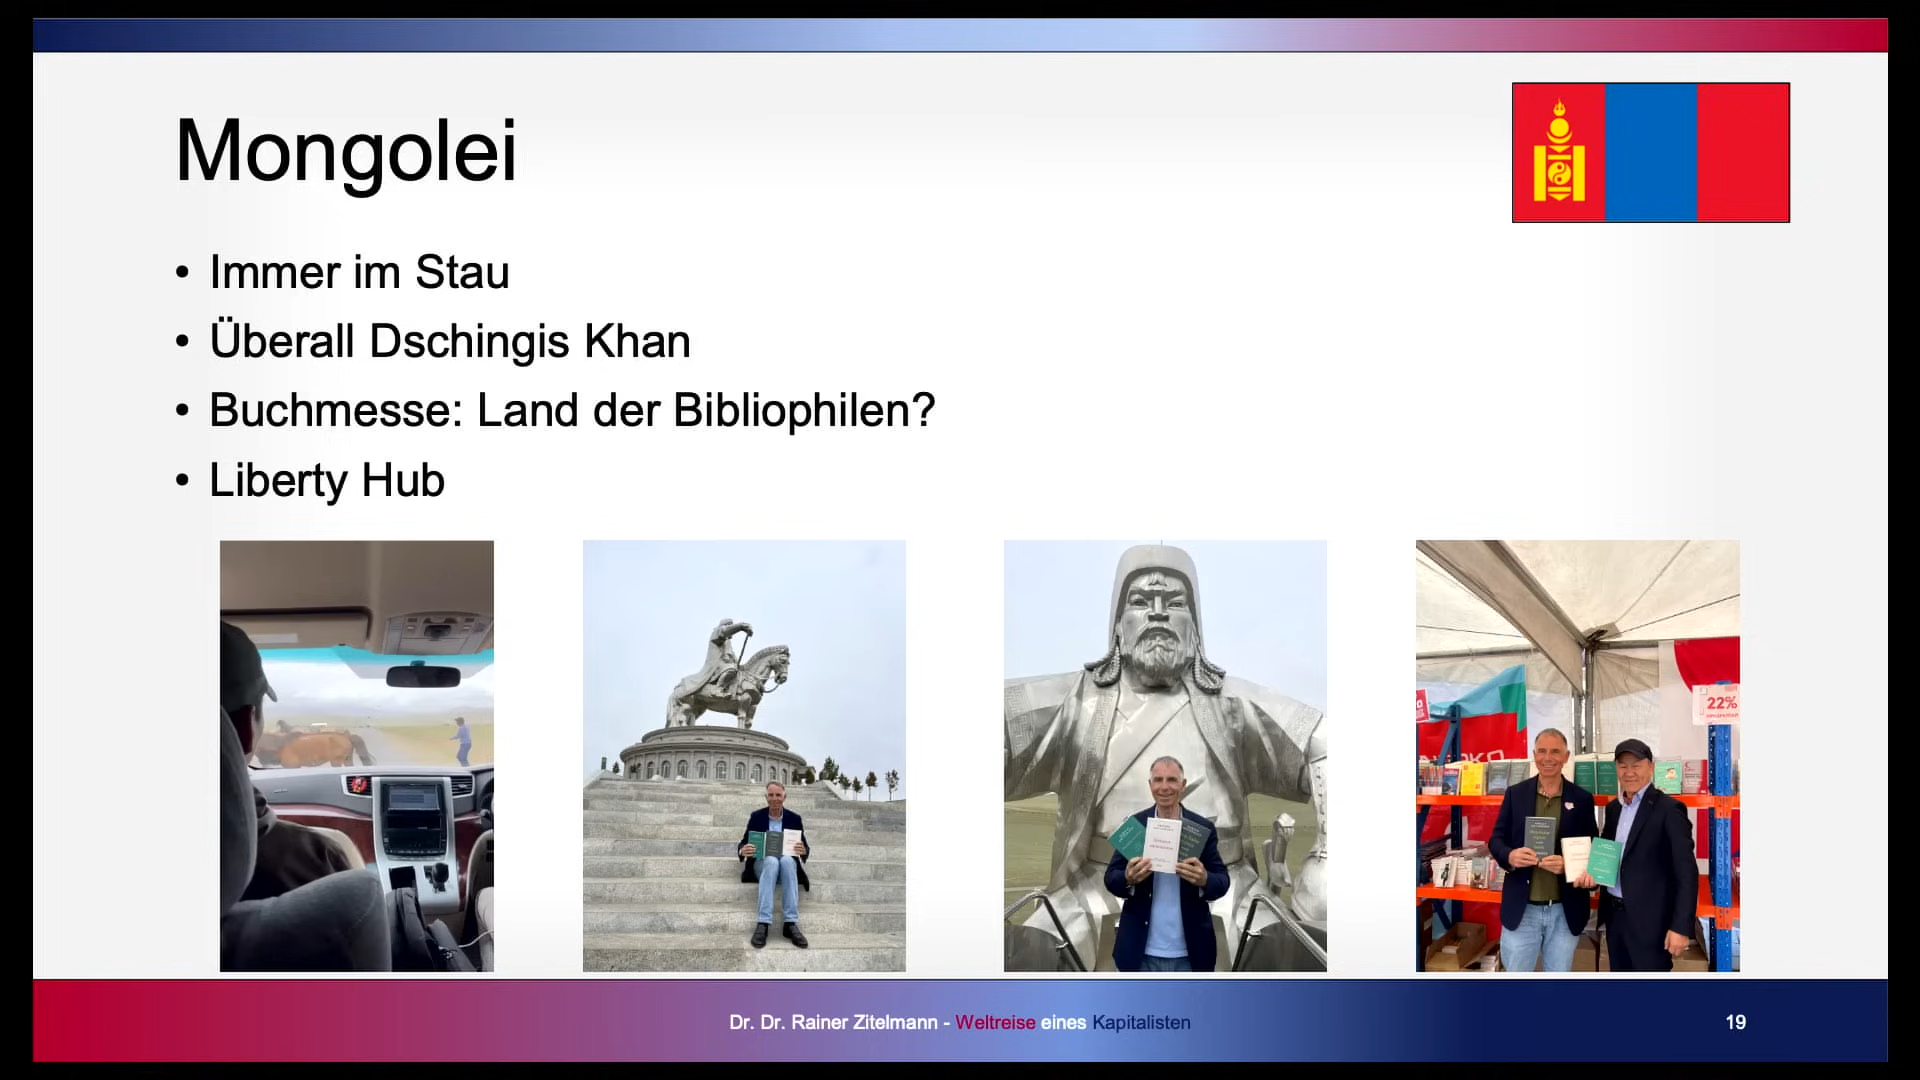 Mongolei
• Immer im Stau
• Überall Dschingis Khan
• Buchmesse: Land der Bibliophilen?
• Liberty Hub
22%
Dr. Dr. Rainer Zitelmann - Weltreise eines Kapitalisten
19